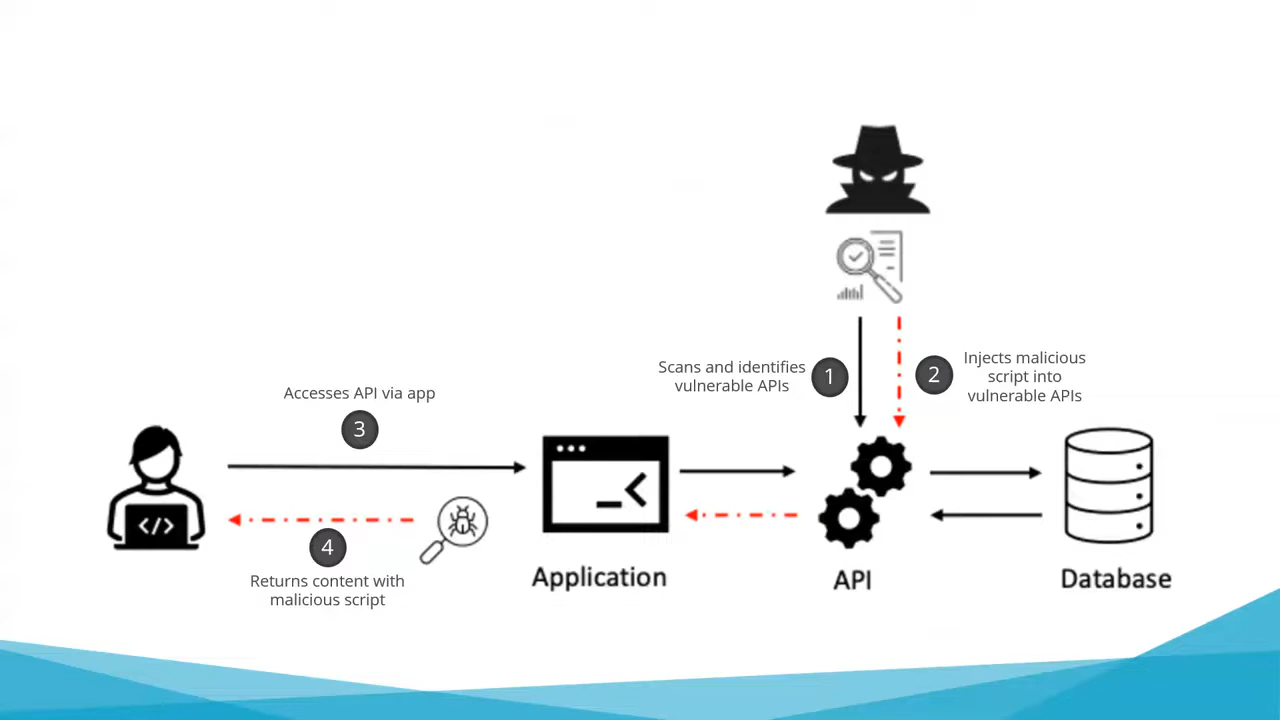 Scans and identifies
vulnerable APIs
1
2
Injects malicious
script into
vulnerable APIs
Accesses API via app
3
</>
4
Returns content with
malicious script
Application
API
Database